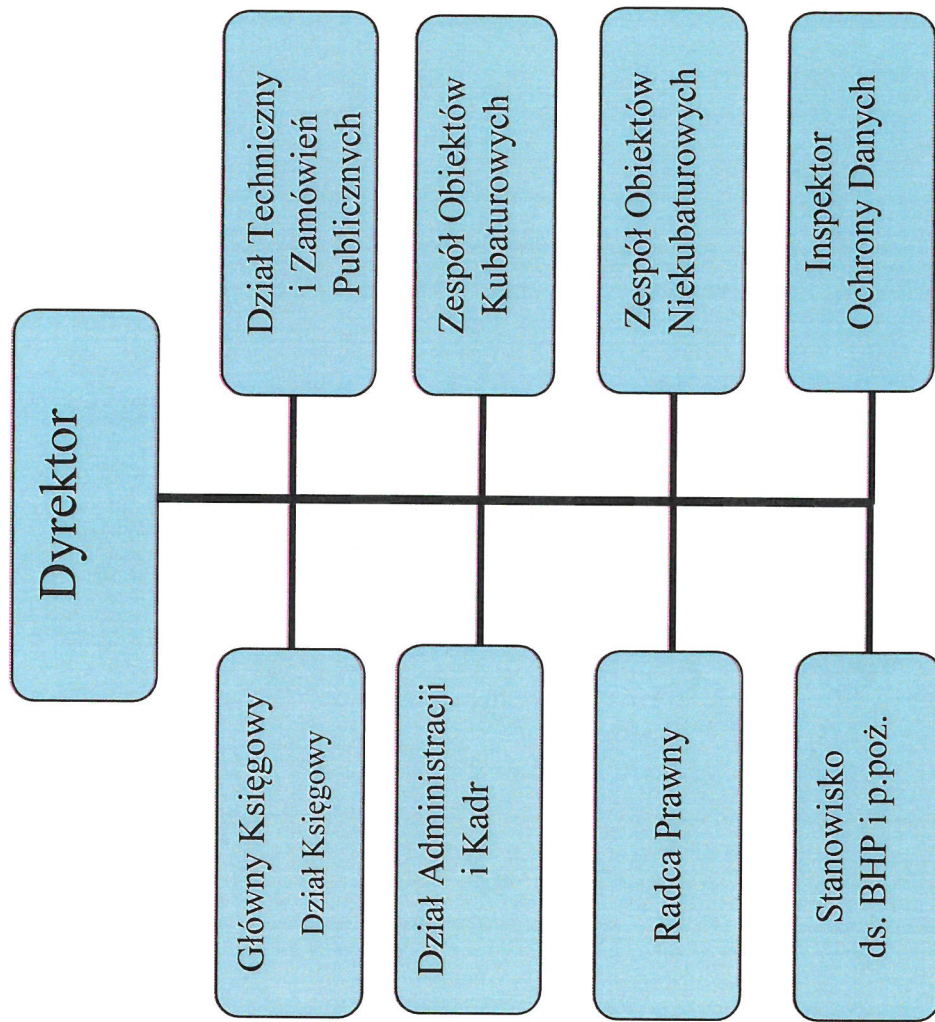 Dyrektor
Główny Księgowy
Dział Księgowy
Dział Techniczny
i Zamówień
Publicznych
Dział Administracji
i Kadr
Zespół Obiektów
Kubaturowych
Radca Prawny
Zespół Obiektów
Niekubaturowych
Stanowisko
ds. BHP i p.poż.
Inspektor
Ochrony Danych